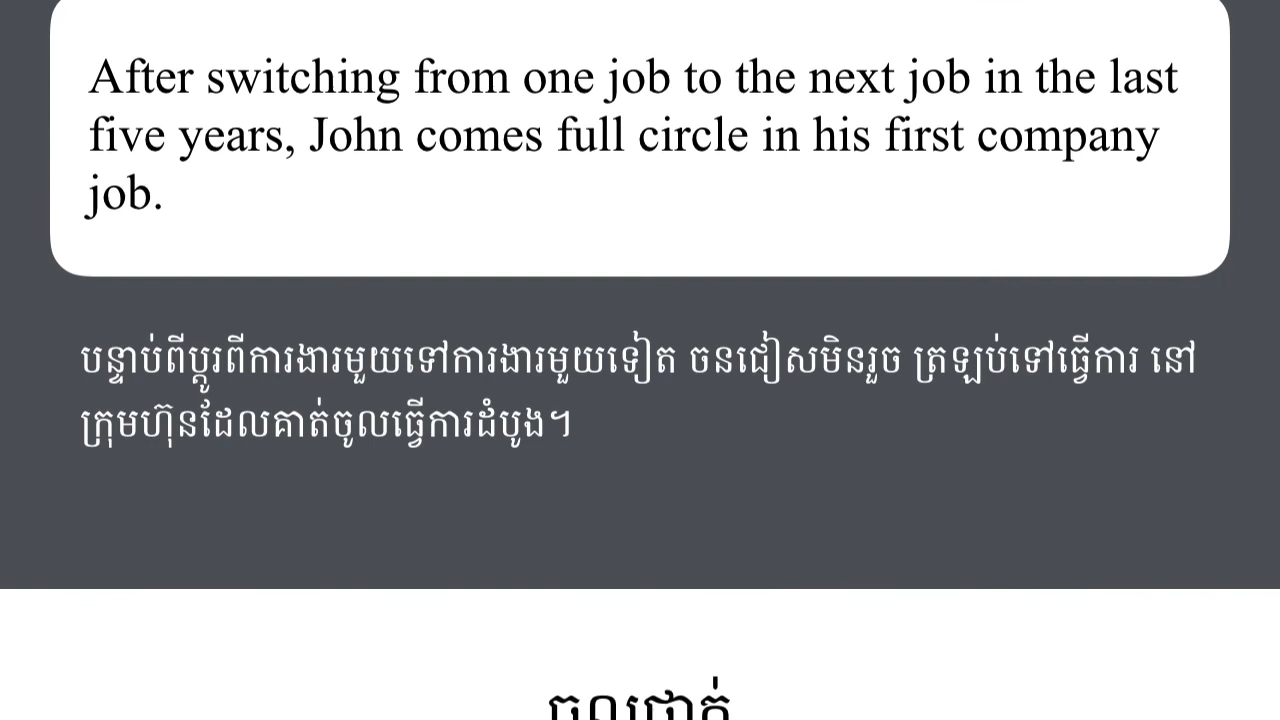 After switching from one job to the next job in the last
five years, John comes full circle in his first company
job.
បន្ទាប់ពីប្តូរពីការងារមួយទៅការងារមួយទៀត ចនជៀសមិនរួច ត្រឡប់ទៅធ្វើការ នៅ
ក្រុមហ៊ុនដែលគាត់ចូលធ្វើការដំបូង។